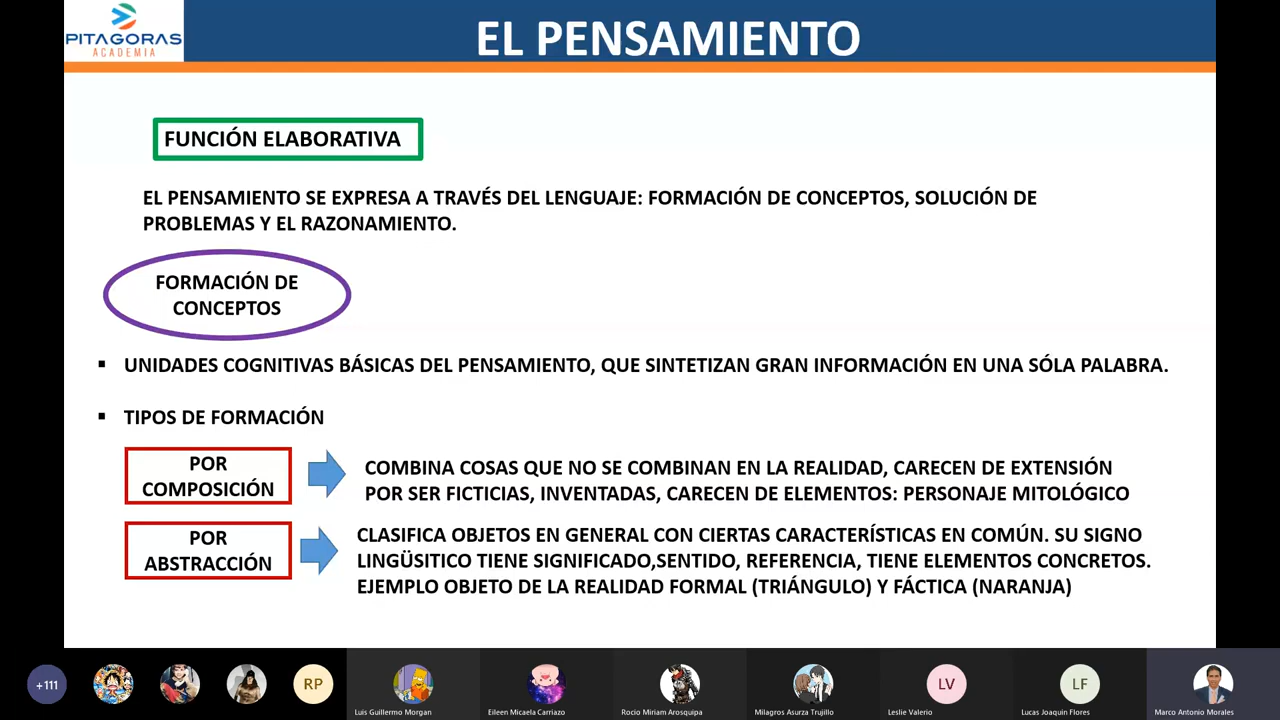 PITAGORAS
ACADEMIA
EL PENSAMIENTO
FUNCIÓN ELABORATIVA
EL PENSAMIENTO SE EXPRESA A TRAVÉS DEL LENGUAJE: FORMACIÓN DE CONCEPTOS, SOLUCIÓN DE
PROBLEMAS Y EL RAZONAMIENTO.
FORMACIÓN DE
CONCEPTOS
▪ UNIDADES COGNITIVAS BÁSICAS DEL PENSAMIENTO, QUE SINTETIZAN GRAN INFORMACIÓN EN UNA SÓLA PALABRA.
▪ TIPOS DE FORMACIÓN
POR
COMPOSICIÓN
COMBINA COSAS QUE NO SE COMBINAN EN LA REALIDAD, CARECEN DE EXTENSIÓN
POR SER FICTICIAS, INVENTADAS, CARECEN DE ELEMENTOS: PERSONAJE MITOLÓGICO
POR
ABSTRACCIÓN
CLASIFICA OBJETOS EN GENERAL CON CIERTAS CARACTERÍSTICAS EN COMÚN. SU SIGNO
LINGÜSITICO TIENE SIGNIFICADO,SENTIDO, REFERENCIA, TIENE ELEMENTOS CONCRETOS.
EJEMPLO OBJETO DE LA REALIDAD FORMAL (TRIÁNGULO) Y FÁCTICA (NARANJA)
+111
RP
LV
LF
Luis Guillermo Morgan
Eileen Micaela Carriazo
Rocio Miriam Arosquipa
Milagros Asurza Trujillo
Leslie Valerio
Lucas Joaquin Flores
Marco Antonio Morales